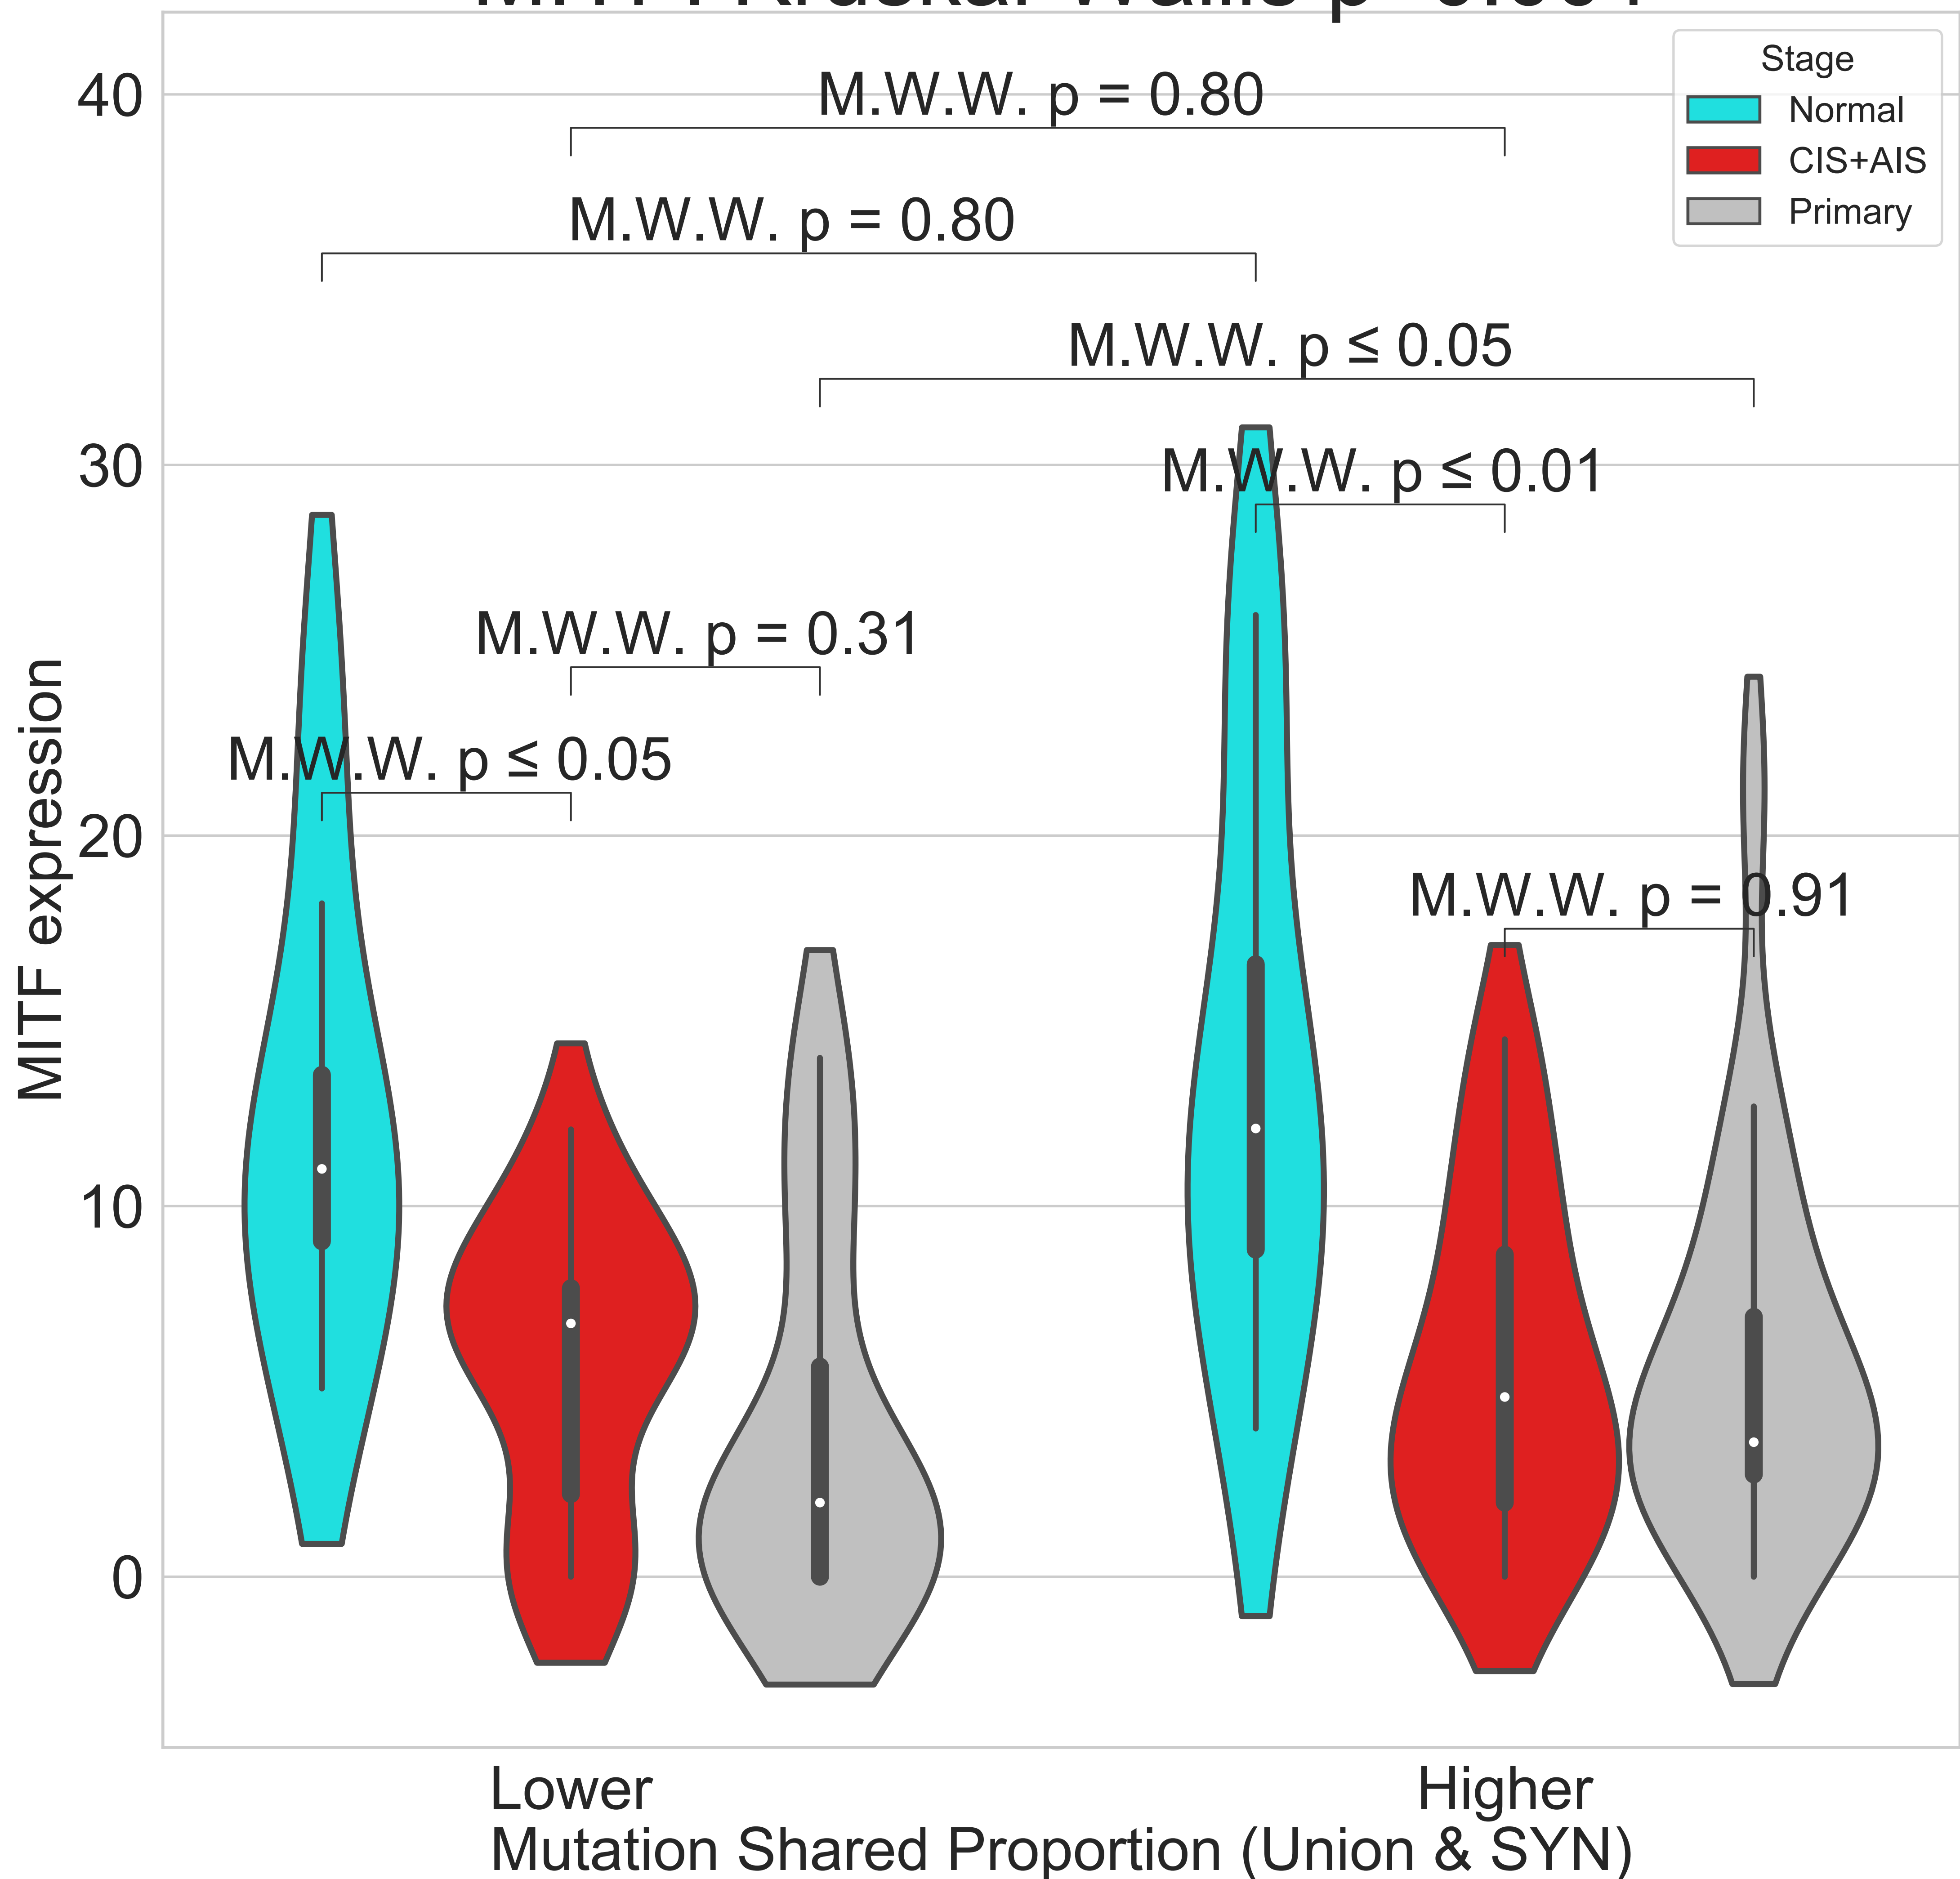 Stage
Normal
CIS+AIS
Primary
M.W.W. p = 0.80
M.W.W. p = 0.80
M.W.W. p ≤ 0.05
M.W.W. p ≤ 0.01
M.W.W. p = 0.31
M.W.W. p ≤ 0.05
M.W.W. p = 0.91
40
30
20
10
0
MITF expression
Lower
Higher
Mutation Shared Proportion (Union & SYN)